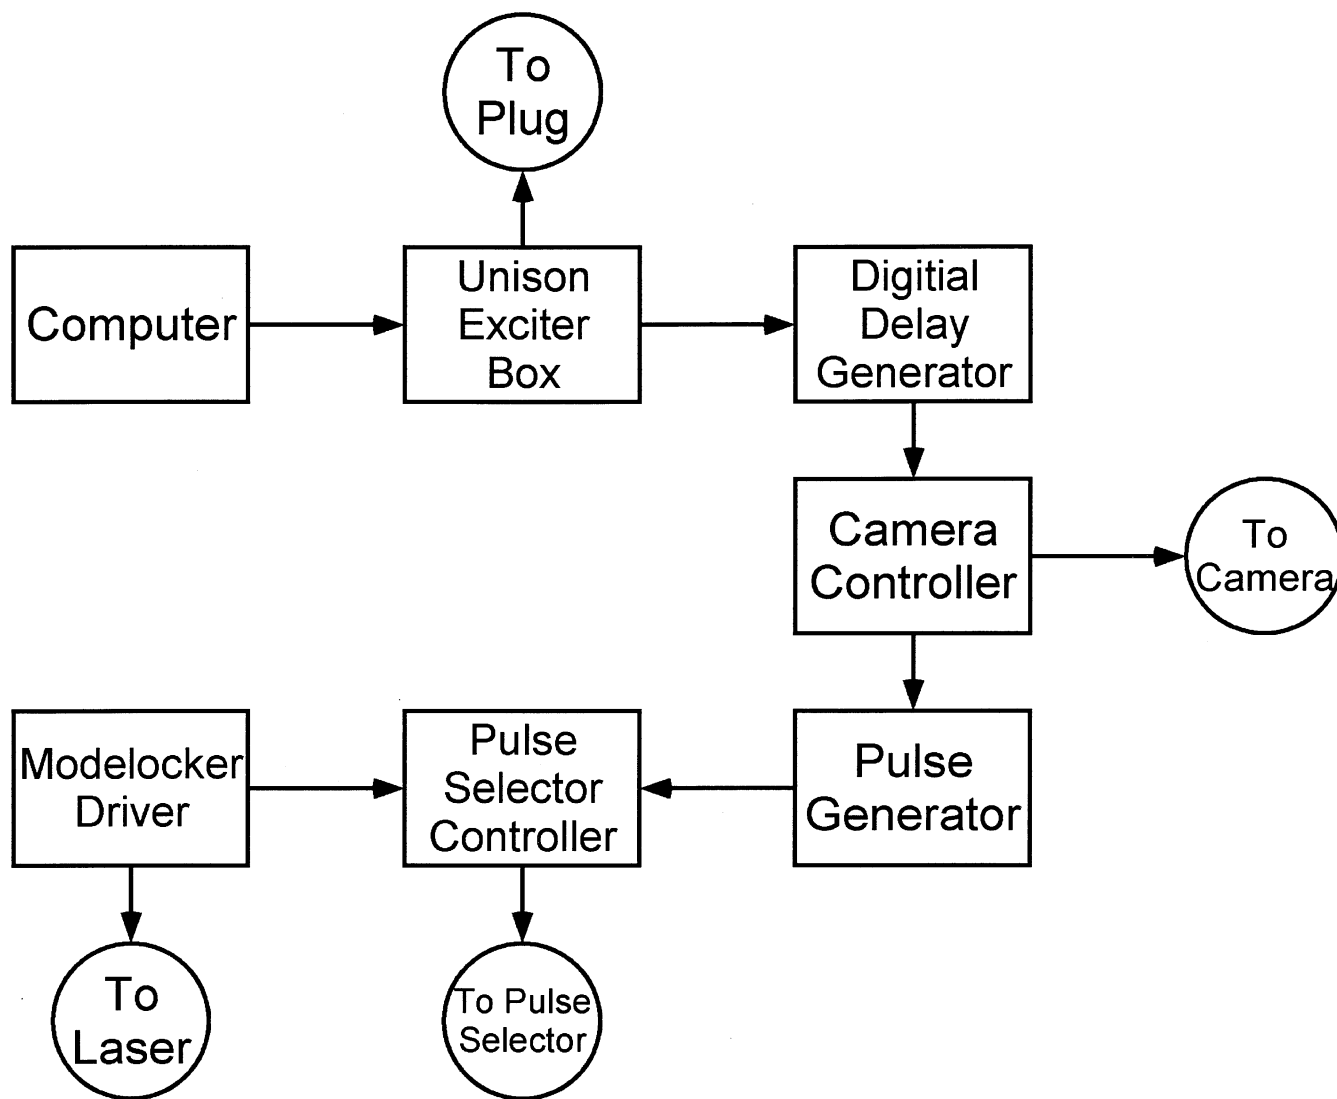 To
Plug
Computer
Unison
Exciter
Box
Digitial
Delay
Generator
Camera
Controller
To
Camera
Modelocker
Driver
Pulse
Selector
Controller
Pulse
Generator
To
Laser
To Pulse
Selector